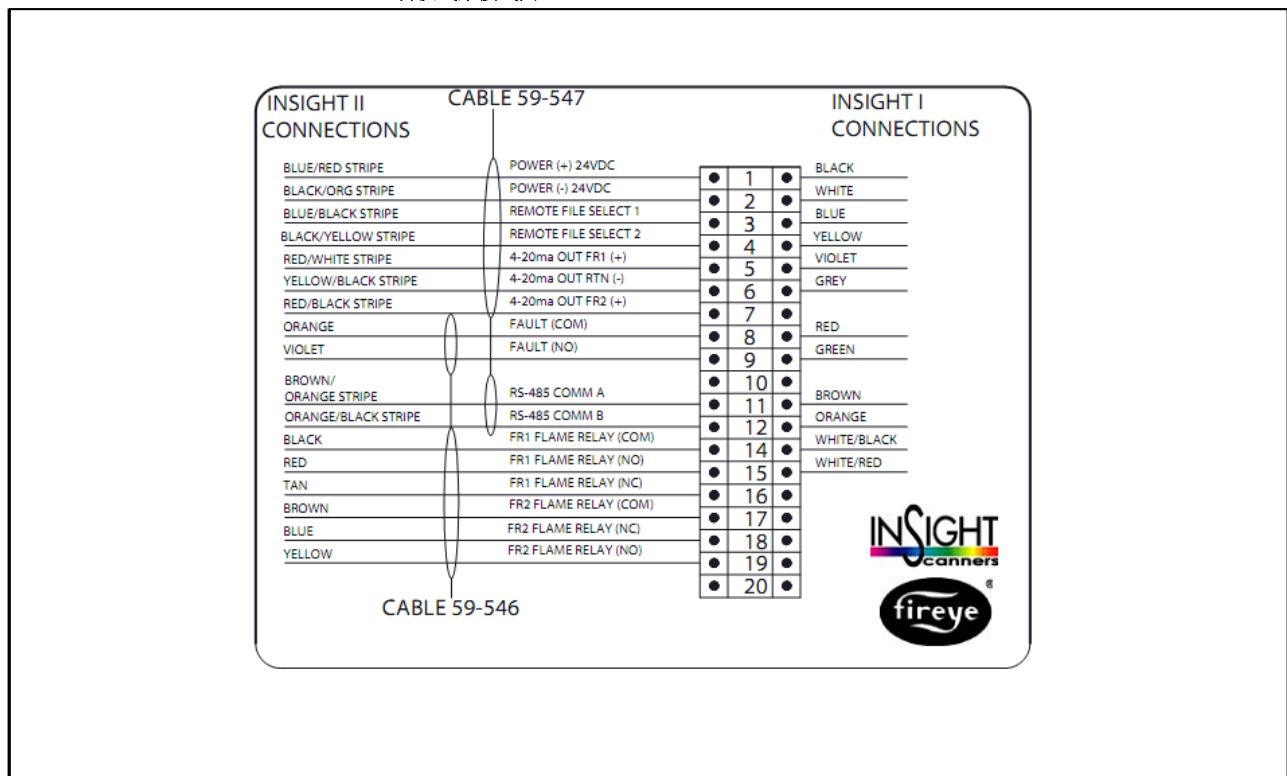 INSIGHT II CONNECTIONS
CABLE 59-547
INSIGHT I CONNECTIONS
BLUE/RED STRIPE POWER (+) 24VDC 1 BLACK
BLACK/ORG STRIPE POWER (-) 24VDC 2 WHITE
BLUE/BLACK STRIPE REMOTE FILE SELECT 1 3 BLUE
BLACK/YELLOW STRIPE REMOTE FILE SELECT 2 4 YELLOW
RED/WHITE STRIPE 4-20ma OUT FR1 (+) 5 VIOLET
YELLOW/BLACK STRIPE 4-20ma OUT RTN (-) 6 GREY
RED/BLACK STRIPE 4-20ma OUT FR2 (+) 7
ORANGE FAULT (COM) 8 RED
VIOLET FAULT (NO) 9 GREEN
10
BROWN/ ORANGE STRIPE RS-485 COMM A 11 BROWN
ORANGE/BLACK STRIPE RS-485 COMM B 12 ORANGE
BLACK FR1 FLAME RELAY (COM) 14 WHITE/BLACK
RED FR1 FLAME RELAY (NO) 15 WHITE/RED
TAN FR1 FLAME RELAY (NC) 16
BROWN FR2 FLAME RELAY (COM) 17
BLUE FR2 FLAME RELAY (NC) 18
YELLOW FR2 FLAME RELAY (NO) 19
20
CABLE 59-546
INSIGHT
Scanners
fireye ®